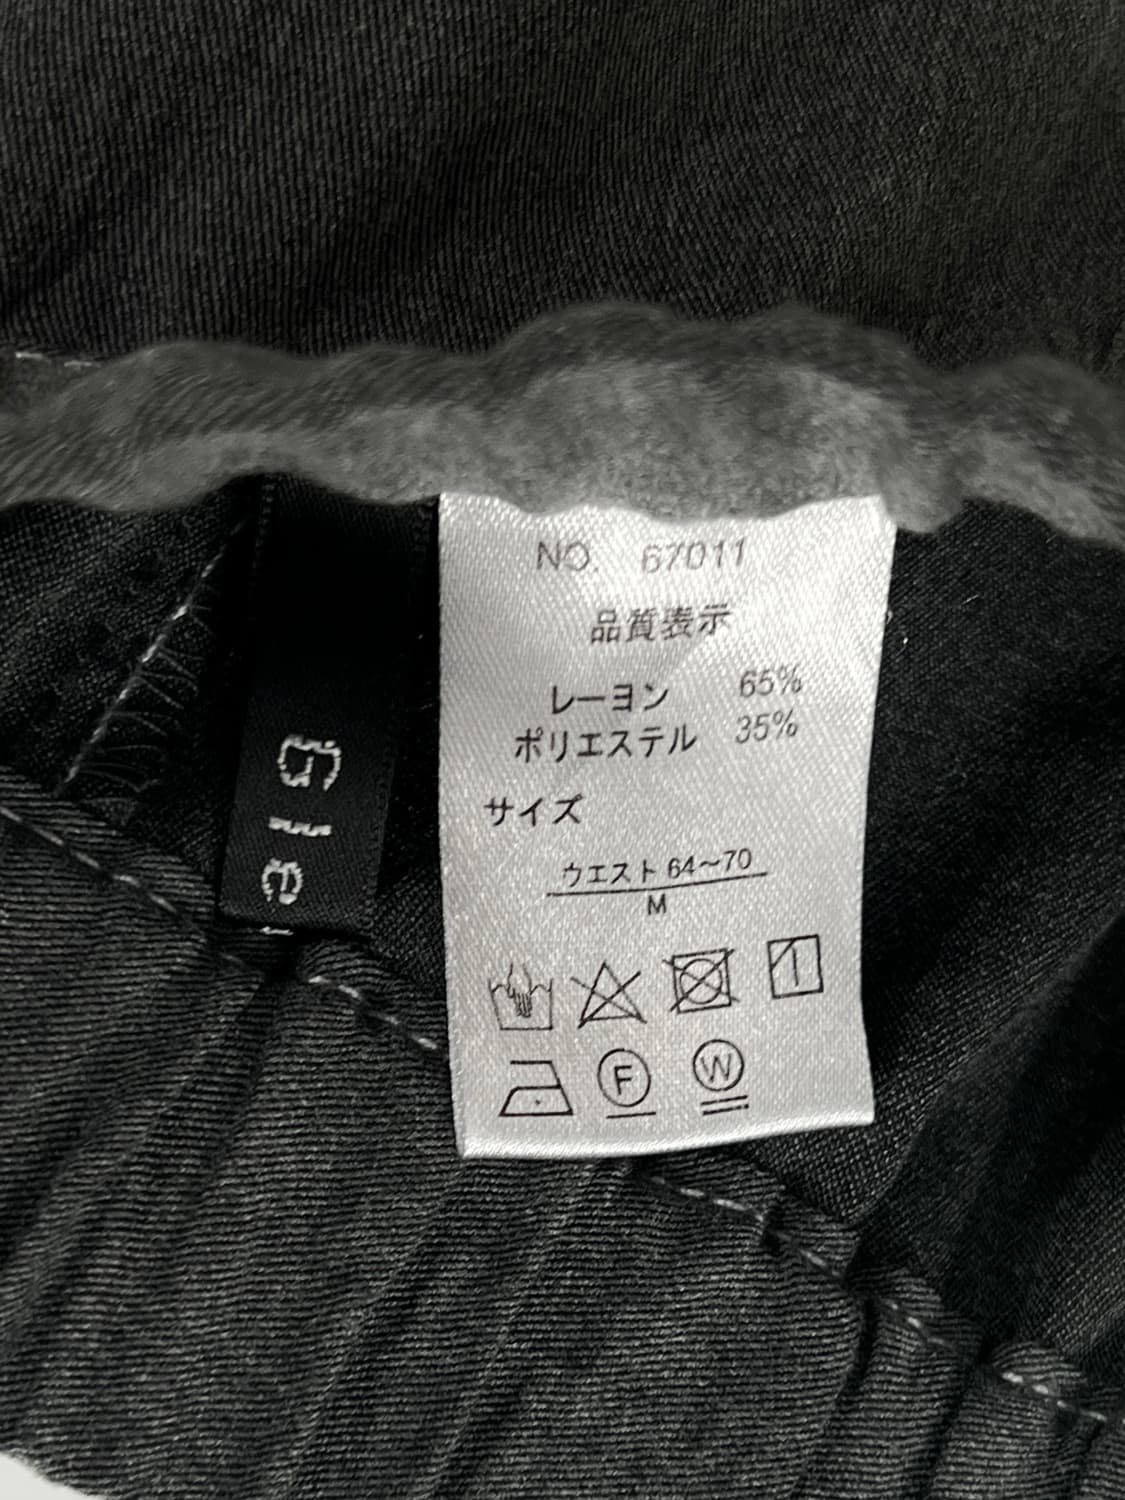 NO. 67011
品質表示
レーヨン 65%
ポリエステル 35%
サイズ
ウエスト 64〜70
M
F
W